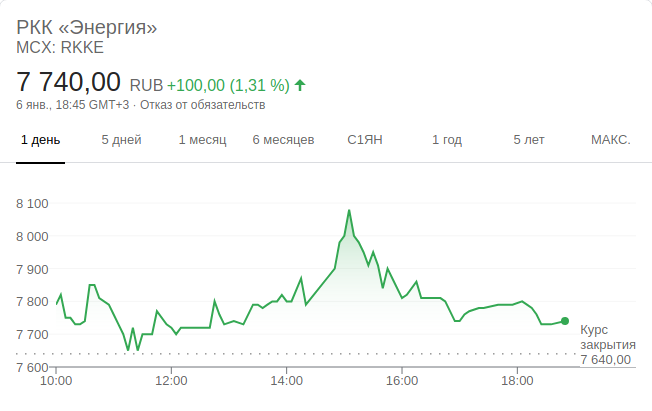 РКК «Энергия»
MCX: RKKE
7 740,00 RUB +100,00 (1,31 %)
6 янв., 18:45 GMT+3 · Отказ от обязательств
1 день 5 дней 1 месяц 6 месяцев С1ЯН 1 год 5 лет МАКС.
8 100
8 000
7 900
7 800
7 700
7 600
Курс
закрытия
7 640,00
10:00 12:00 14:00 16:00 18:00